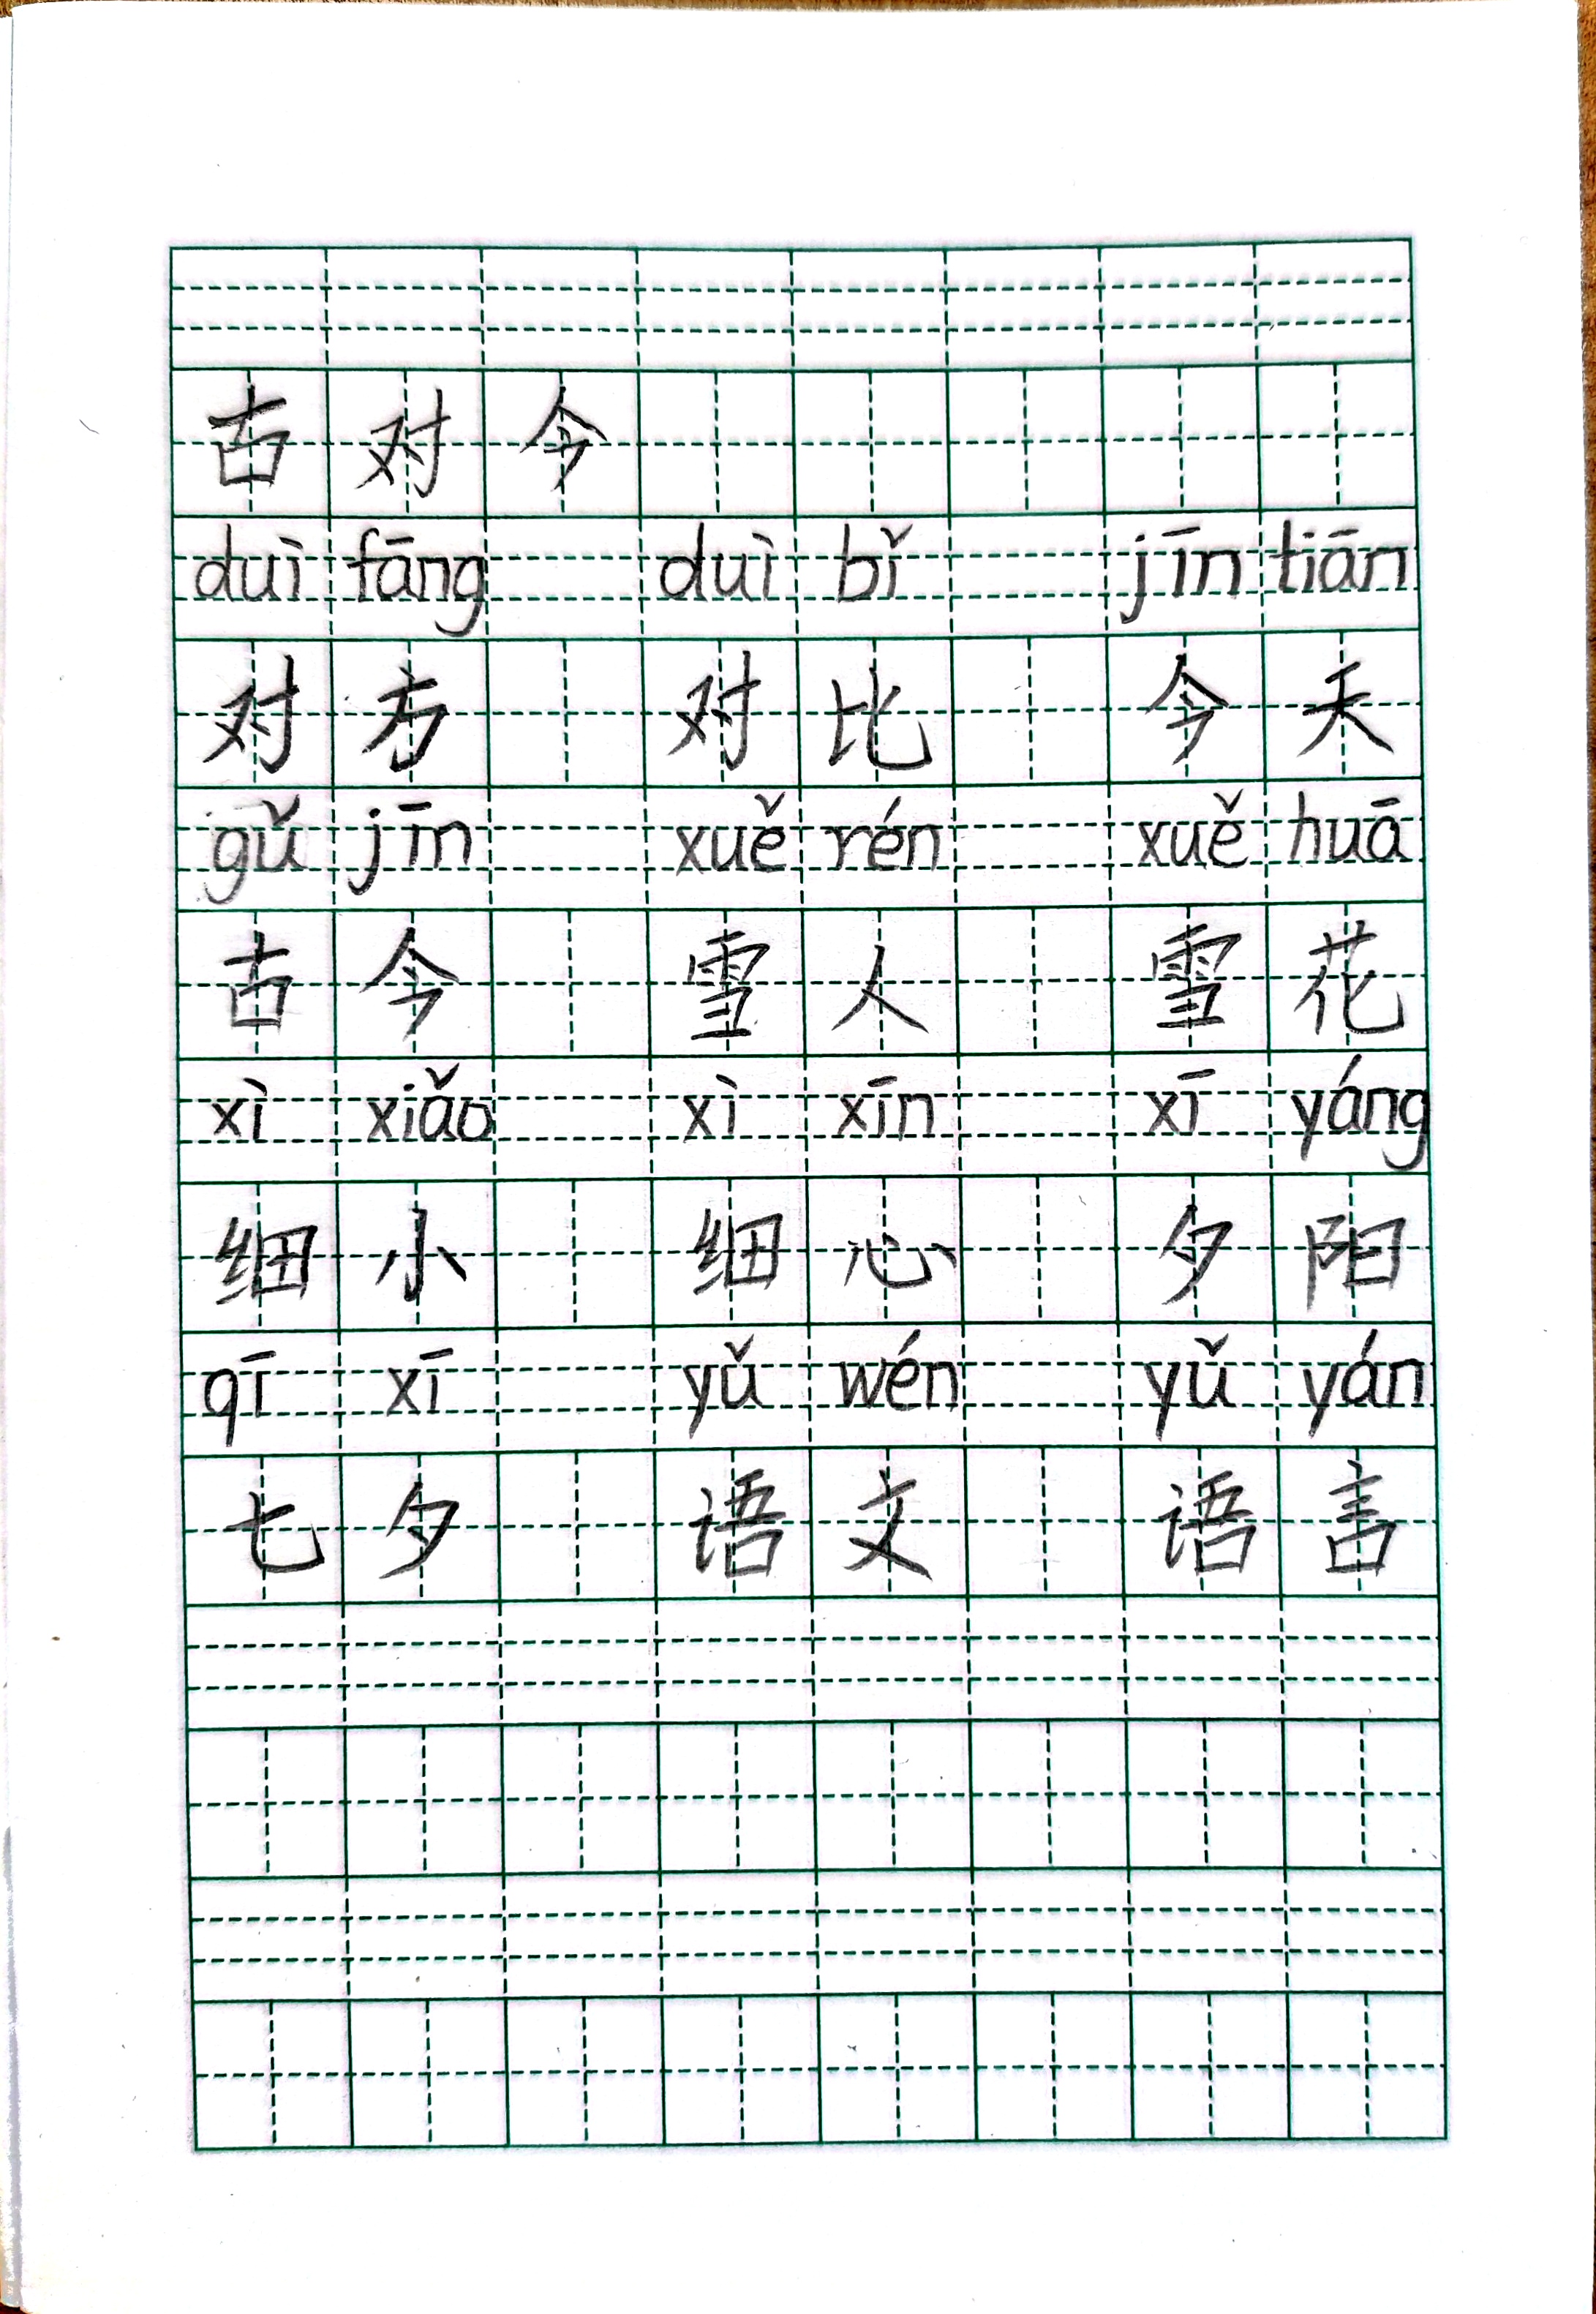 古对今
duì fāng duì bǐ jīn tiān
对方 对比 今天
gǔ jīn xuě rén xuě huā
古今 雪人 雪花
xì xiǎo xì xīn xī yáng
细小 细心 夕阳
qī xī yǔ wén yǔ yán
七夕 语文 语言